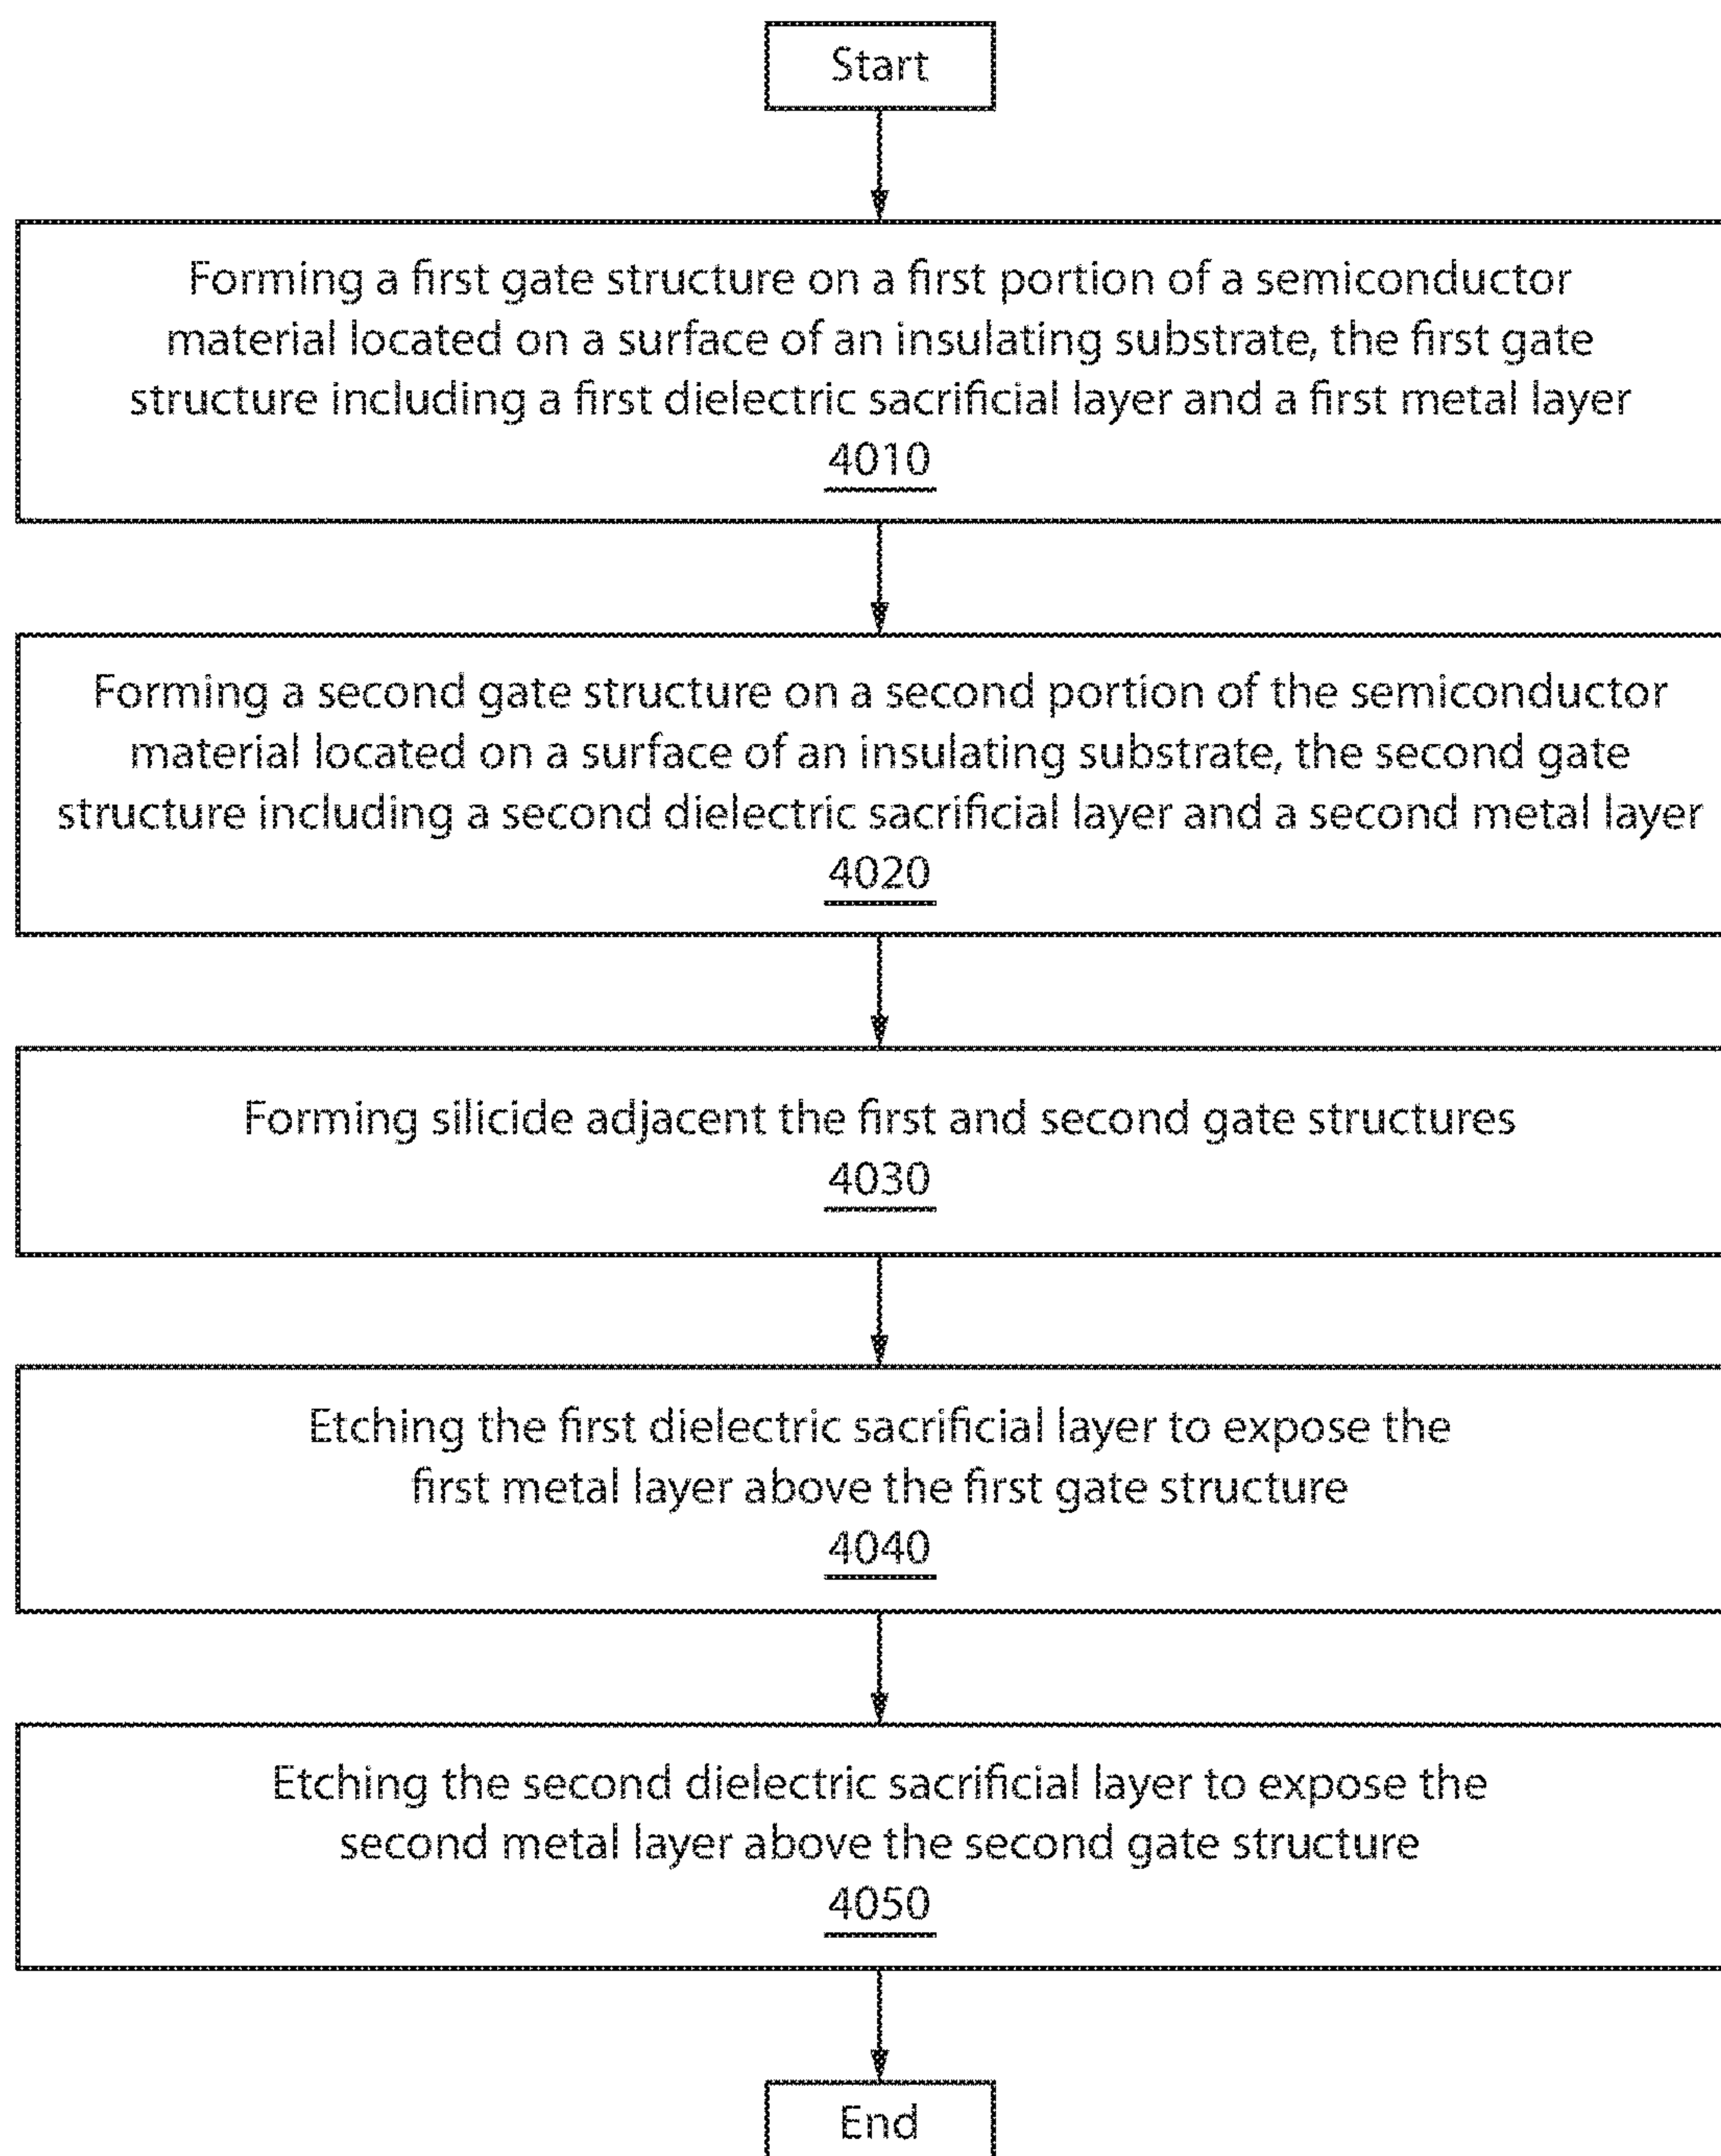 Start
Forming a first gate structure on a first portion of a semiconductor
material located on a surface of an insulating substrate, the first gate
structure including a first dielectric sacrificial layer and a first metal layer
4010
Forming a second gate structure on a second portion of the semiconductor
material located on a surface of an insulating substrate, the second gate
structure including a second dielectric sacrificial layer and a second metal layer
4020
Forming silicide adjacent the first and second gate structures
4030
Etching the first dielectric sacrificial layer to expose the
first metal layer above the first gate structure
4040
Etching the second dielectric sacrificial layer to expose the
second metal layer above the second gate structure
4050
End